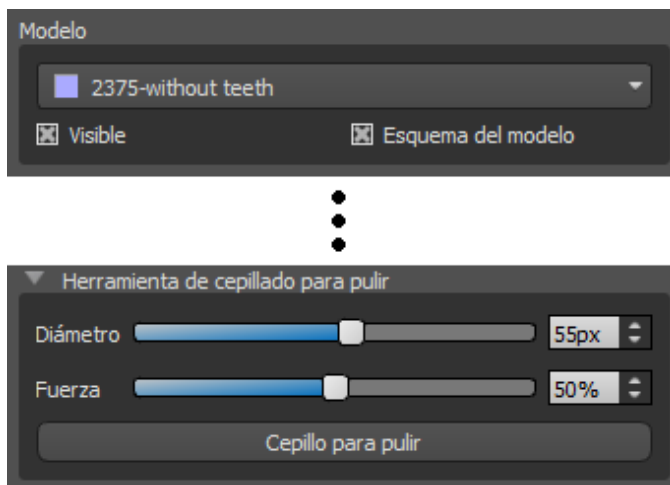 Modelo
2375-without teeth
Visible
Esquema del modelo
Herramienta de cepillado para pulir
Diámetro 55px
Fuerza 50%
Cepillo para pulir